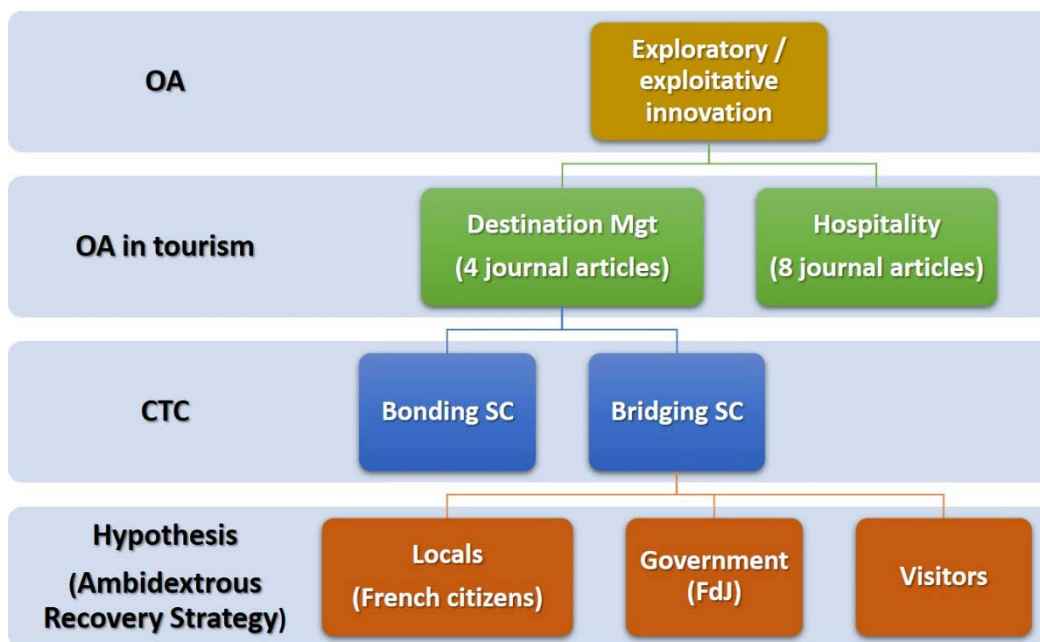 OA
Exploratory /
exploitative
innovation
OA in tourism
Destination Mgt
(4 journal articles)
Hospitality
(8 journal articles)
CTC
Bonding SC
Bridging SC
Hypothesis
(Ambidextrous
Recovery Strategy)
Locals
(French citizens)
Government
(FdJ)
Visitors